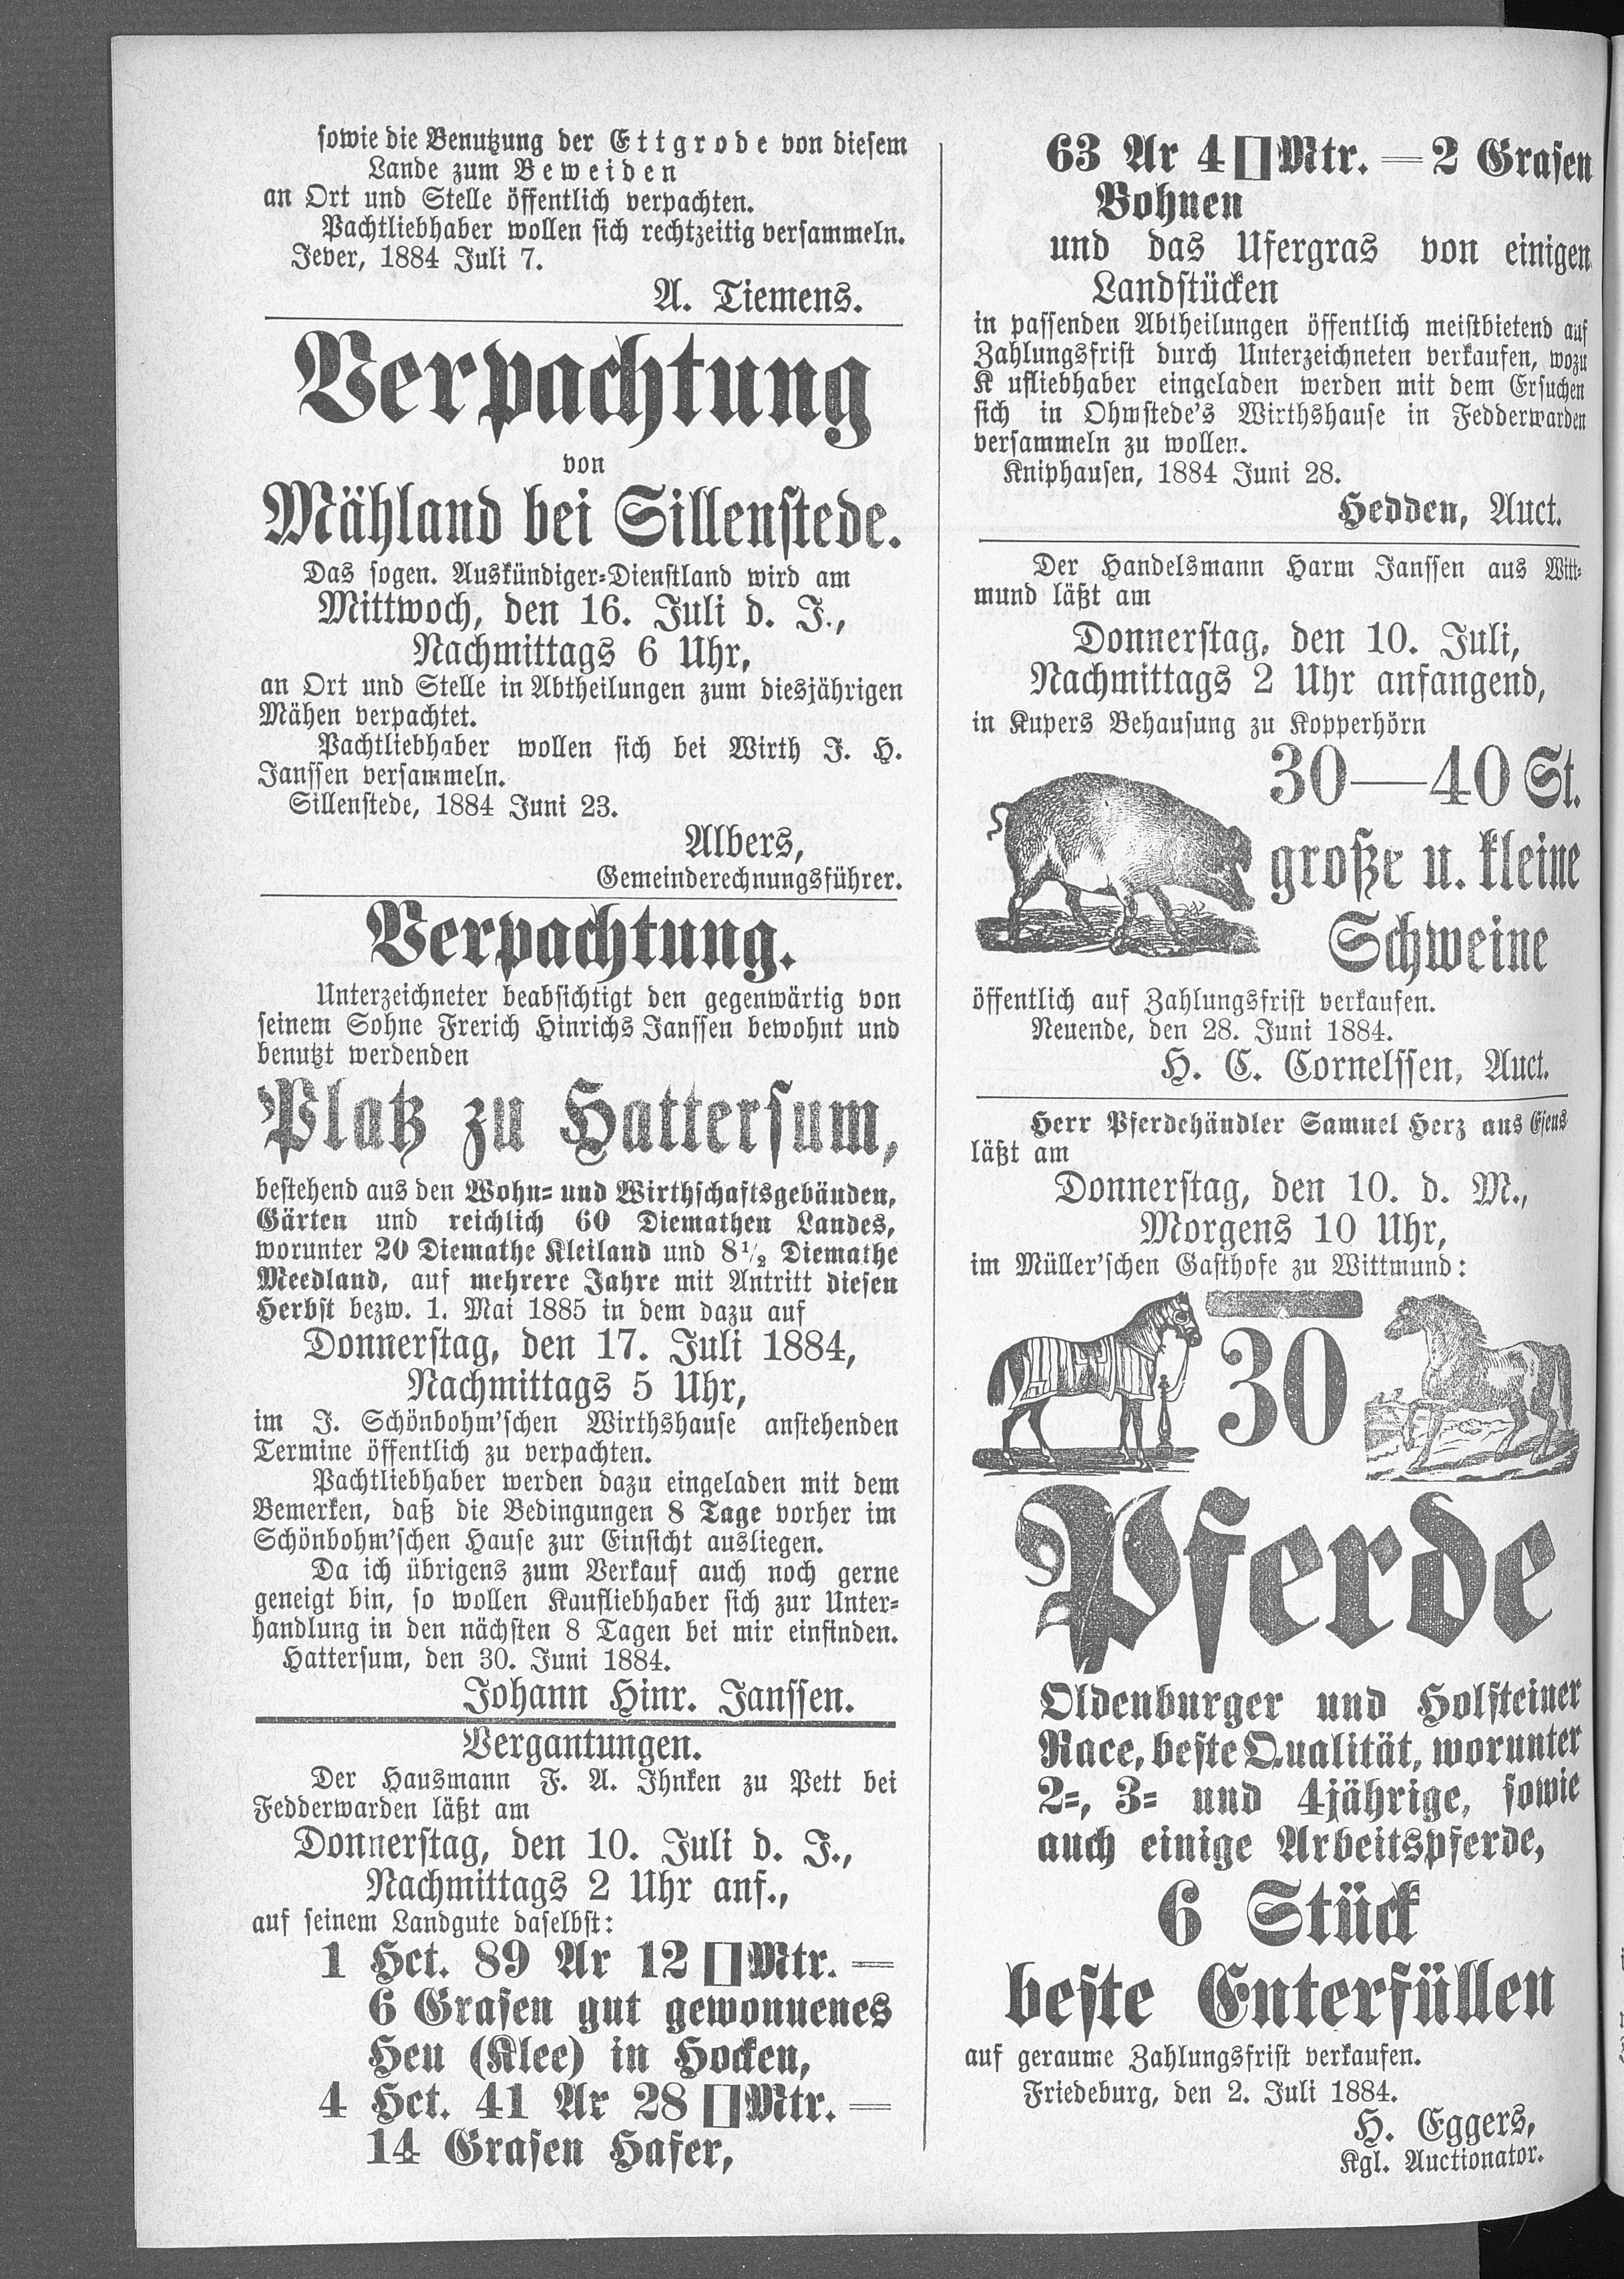 sowie die Benutzung der Ettgrode von diesem
Lande zum Beweiden
an Ort und Stelle öffentlich verpachten.
Pachtliebhaber wollen sich rechtzeitig versammeln.
Jever, 1884 Juli 7.
A. Tiemens.
Verpachtung
von
Mähland bei Sillenstede.
Das sogen. Auskündiger-Dienstland wird am
Mittwoch, den 16. Juli d. J.,
Nachmittags 6 Uhr,
an Ort und Stelle in Abtheilungen zum diesjährigen
Mähen verpachtet.
Pachtliebhaber wollen sich bei Wirth J. H.
Janssen versammeln.
Sillenstede, 1884 Juni 23.
Albers,
Gemeinderechnungsführer.
Verpachtung.
Unterzeichneter beabsichtigt den gegenwärtig von
seinem Sohne Frerich Hinrichs Janssen bewohnt und
benutzt werdenden
Platz zu Hattersum,
bestehend aus den Wohn- und Wirthschaftsgebäuden,
Gärten und reichlich 60 Diemathen Landes,
worunter 20 Diemathe Kleiland und 8½ Diemathe
Meedland, auf mehrere Jahre mit Antritt diesen
Herbst bezw. 1. Mai 1885 in dem dazu auf
Donnerstag, den 17. Juli 1884,
Nachmittags 5 Uhr,
im J. Schönbohm'schen Wirthshause anstehenden
Termine öffentlich zu verpachten.
Pachtliebhaber werden dazu eingeladen mit dem
Bemerken, daß die Bedingungen 8 Tage vorher im
Schönbohm'schen Hause zur Einsicht ausliegen.
Da ich übrigens zum Verkauf auch noch gerne
geneigt bin, so wollen Kaufliebhaber sich zur Unter-
handlung in den nächsten 8 Tagen bei mir einfinden.
Hattersum, den 30. Juni 1884.
Johann Hinr. Janssen.
Vergantungen.
Der Hausmann F. A. Ihnken zu Pett bei
Fedderwarden läßt am
Donnerstag, den 10. Juli d. J.,
Nachmittags 2 Uhr anf.,
auf seinem Landgute daselbst:
1 Hct. 89 Ar 12 □Mtr. =
6 Grasen gut gewonnenes
Heu (Klee) in Hocken,
4 Hct. 41 Ar 28 □Mtr. =
14 Grasen Hafer,
63 Ar 4 □Mtr. = 2 Grasen
Bohnen
und das Ufergras von einigen
Landstücken
in passenden Abtheilungen öffentlich meistbietend auf
Zahlungsfrist durch Unterzeichneten verkaufen, wozu
K ufliebhaber eingeladen werden mit dem Ersuchen
sich in Ohmstede's Wirthshause in Fedderwarden
versammeln zu wollen.
Kniphausen, 1884 Juni 28.
Hedden, Auct.
Der Handelsmann Harm Janssen aus Witt-
mund läßt am
Donnerstag, den 10. Juli,
Nachmittags 2 Uhr anfangend,
in Kupers Behausung zu Kopperhörn
30—40 St.
große u. kleine
Schweine
öffentlich auf Zahlungsfrist verkaufen.
Neuende, den 28. Juni 1884.
H. C. Cornelssen, Auct.
Herr Pferdehändler Samuel Herz aus Esens
läßt am
Donnerstag, den 10. d. M.,
Morgens 10 Uhr,
im Müller'schen Gasthofe zu Wittmund:
30
Pferde
Oldenburger und Holsteiner
Race, beste Qualität, worunter
2-, 3- und 4jährige, sowie
auch einige Arbeitspferde,
6 Stück
beste Enterfüllen
auf geraume Zahlungsfrist verkaufen.
Friedeburg, den 2. Juli 1884.
H. Eggers,
Kgl. Auctionator.